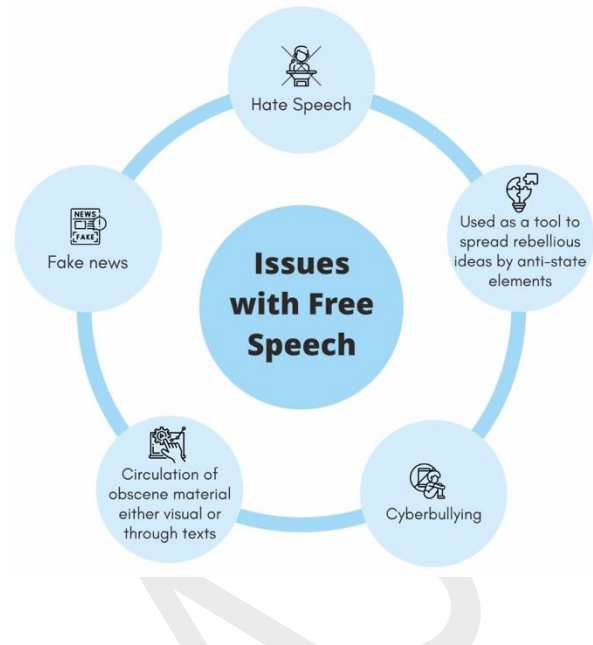 Hate Speech
Used as a tool to
spread rebellious
ideas by anti-state
elements
Cyberbullying
Circulation of
obscene material
either visual or
through texts
NEWS
FAKE
Fake news
Issues
with Free
Speech